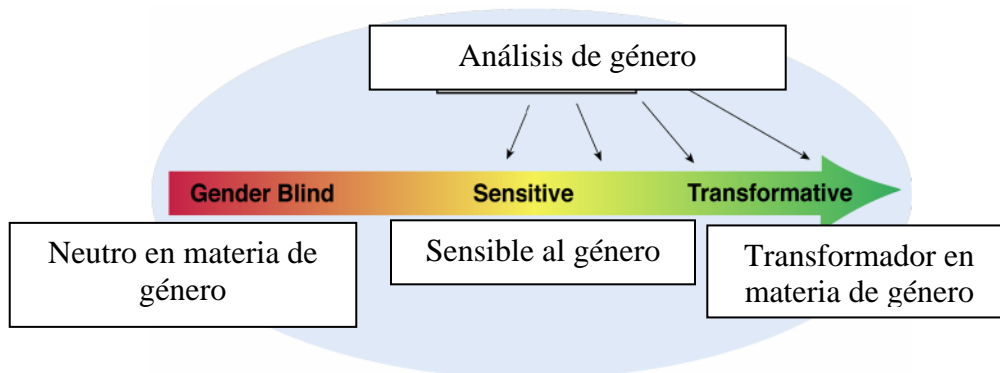 Análisis de género
Gender Blind Sensitive Transformative
Neutro en materia de
género
Sensible al género
Transformador en
materia de género